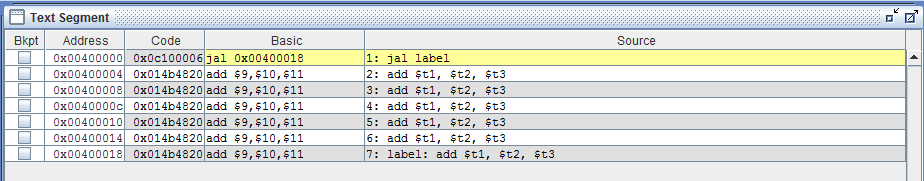 Text Segment
Bkpt Address Code Basic Source
0x00400000 0x0c100006 jal 0x00400018 1: jal label
0x00400004 0x014b4820 add $9,$10,$11 2: add $t1, $t2, $t3
0x00400008 0x014b4820 add $9,$10,$11 3: add $t1, $t2, $t3
0x0040000c 0x014b4820 add $9,$10,$11 4: add $t1, $t2, $t3
0x00400010 0x014b4820 add $9,$10,$11 5: add $t1, $t2, $t3
0x00400014 0x014b4820 add $9,$10,$11 6: add $t1, $t2, $t3
0x00400018 0x014b4820 add $9,$10,$11 7: label: add $t1, $t2, $t3